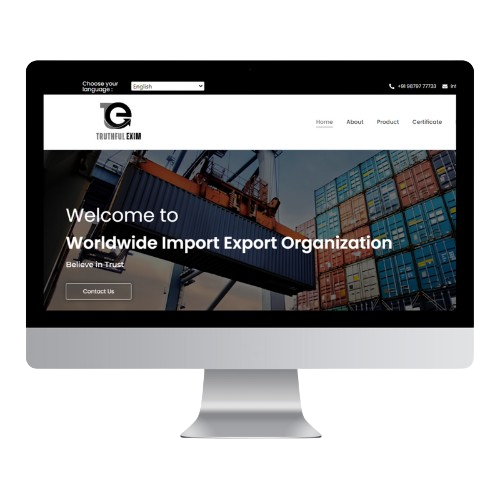 Choose your
language :
English
+91 98797 77733
TE
TRUTHFUL EXIM
Home
About
Product
Certificate
Welcome to
Worldwide Import Export Organization
Believe In Trust.
Contact Us